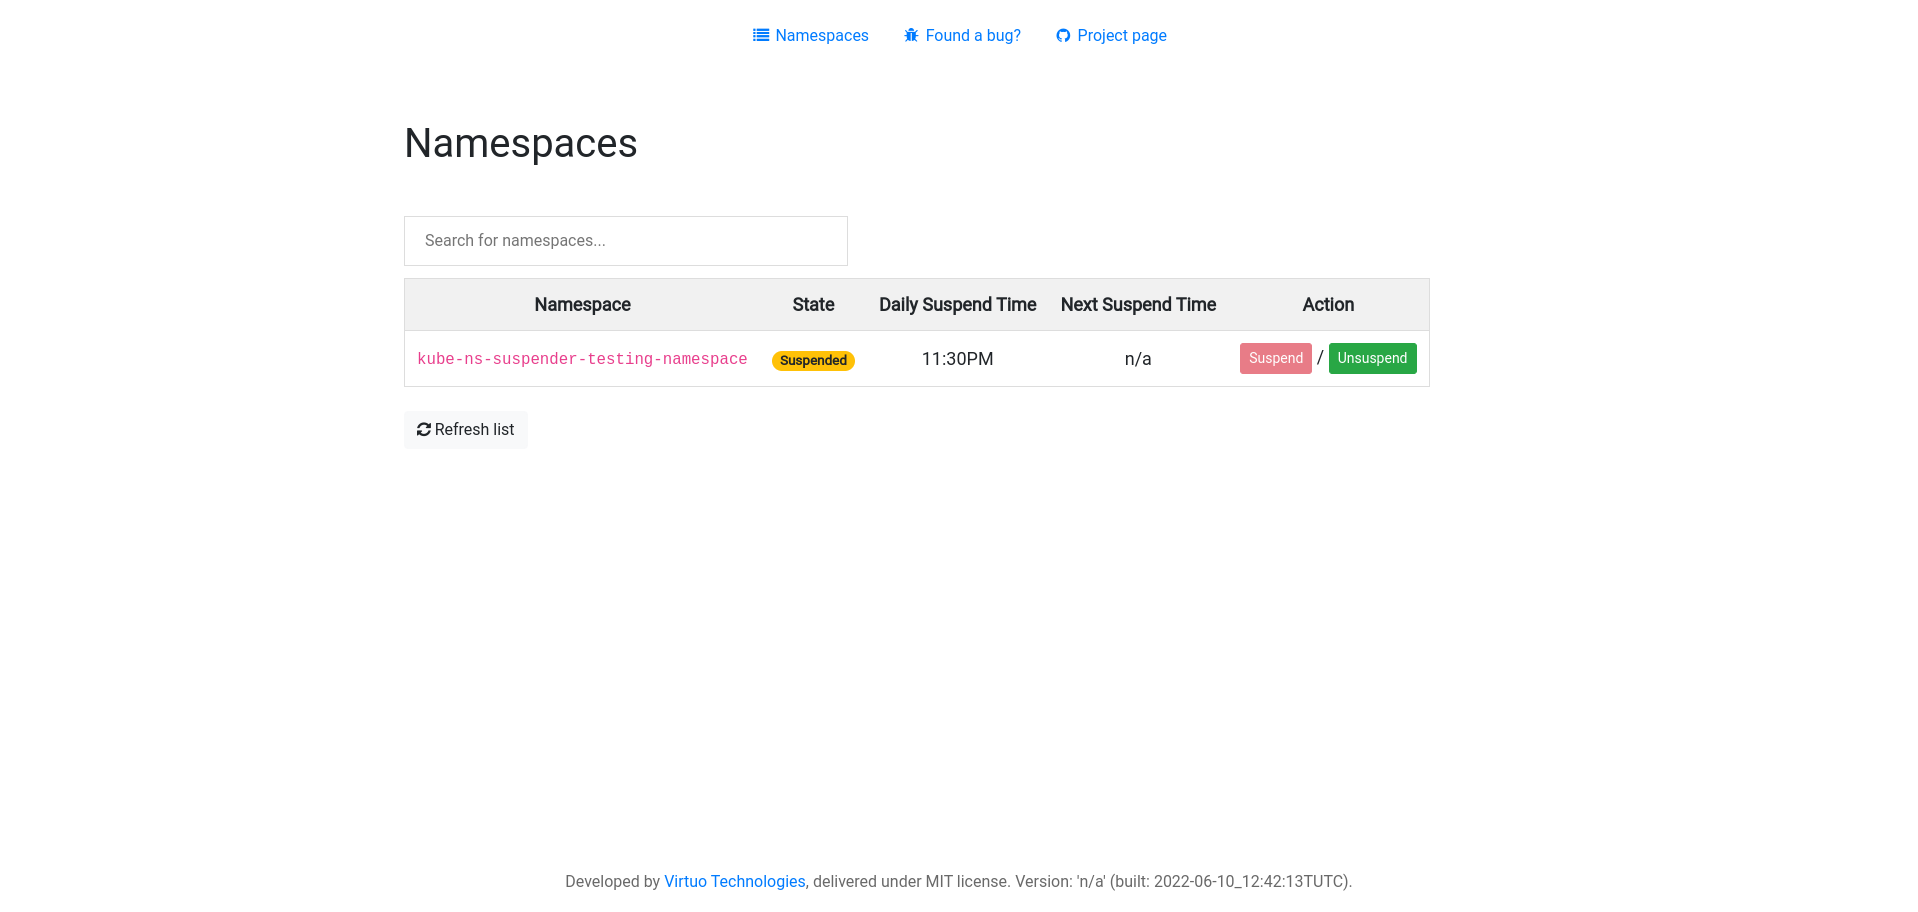 Namespaces Found a bug? Project page
Namespaces
Search for namespaces...
Namespace State Daily Suspend Time Next Suspend Time Action
kube-ns-suspender-testing-namespace Suspended 11:30PM n/a Suspend / Unsuspend
Refresh list
Developed by Virtuo Technologies, delivered under MIT license. Version: 'n/a' (built: 2022-06-10_12:42:13TUTC).